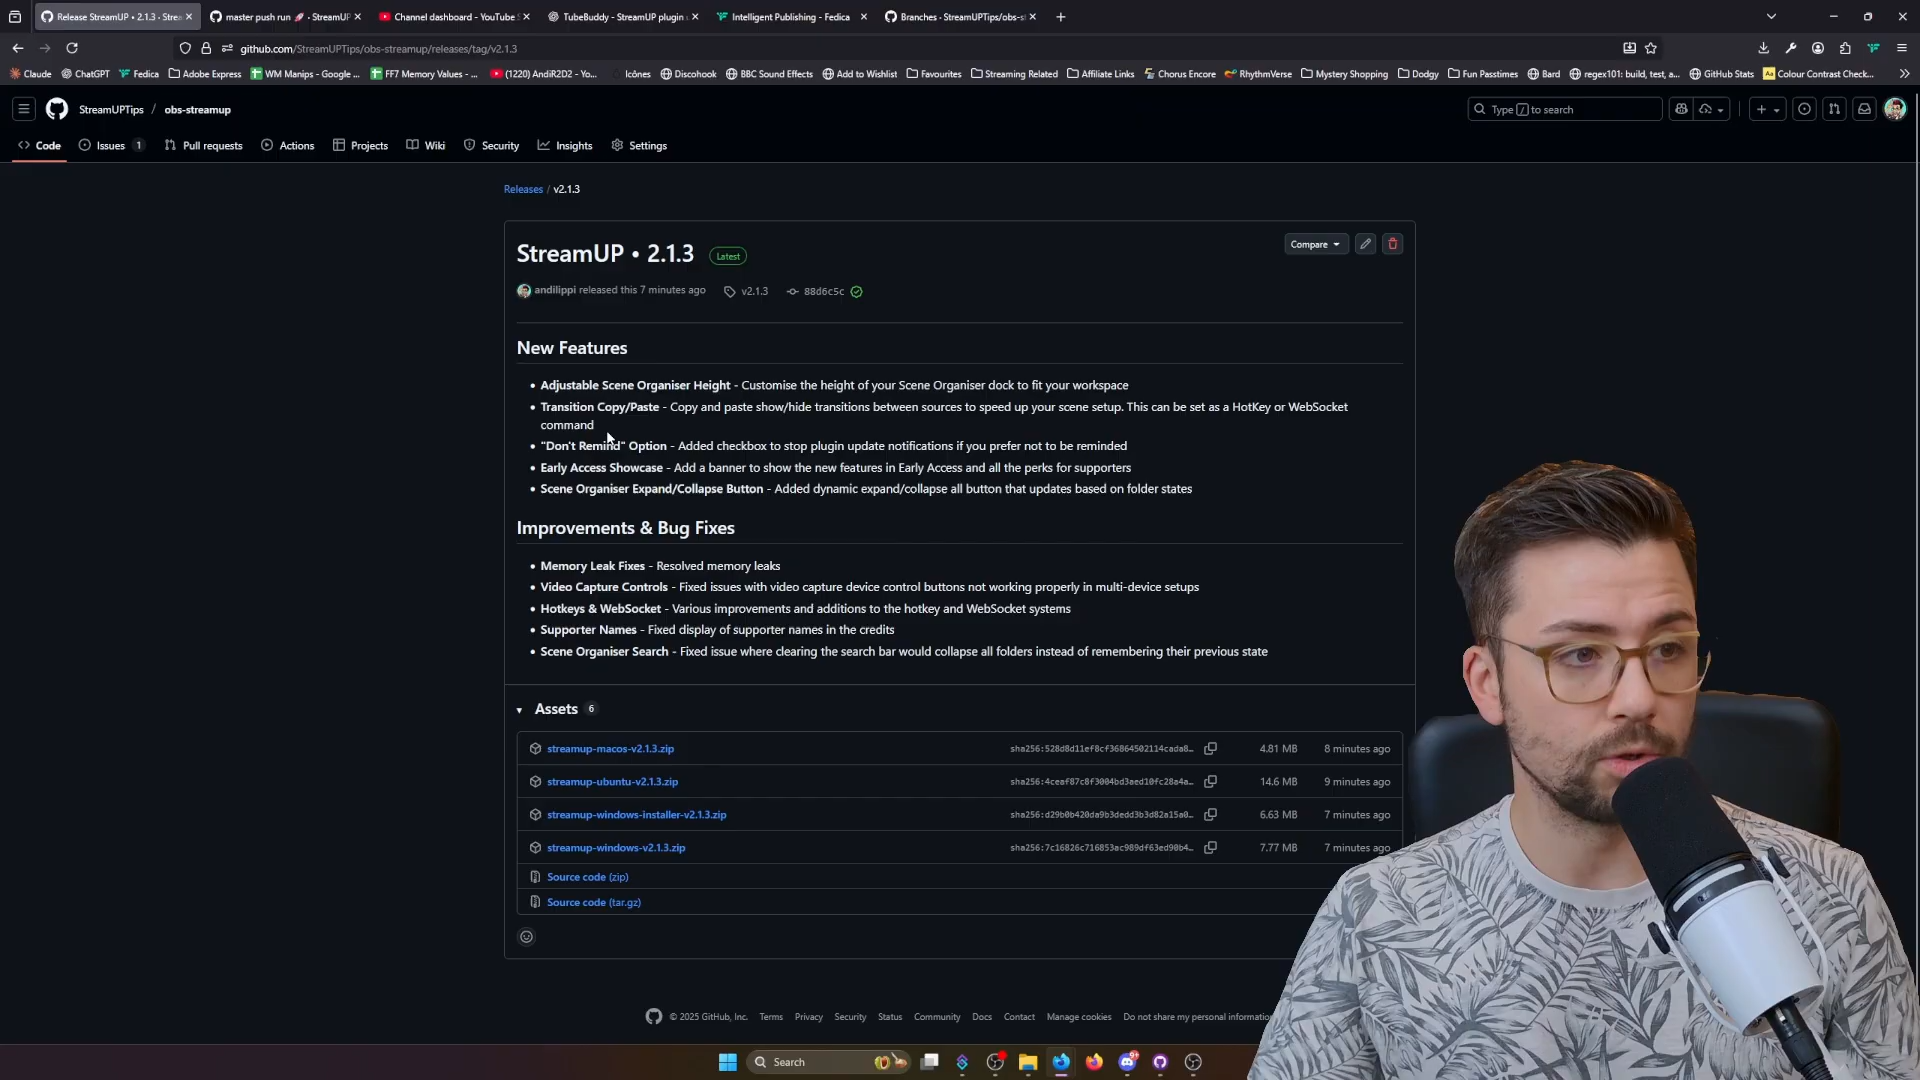 Release StreamUP • 2.1.3 · Strea
master push run 🚀 · StreamUP
Channel dashboard - YouTube S
TubeBuddy - StreamUP plugin u
Intelligent Publishing - Fedica
Branches · StreamUPTips/obs-st
github.com/StreamUPTips/obs-streamup/releases/tag/v2.1.3
Claude
ChatGPT
Fedica
Adobe Express
WM Manips - Google ...
FF7 Memory Values - ...
(1220) AndiR2D2 - Yo...
Icônes
Discohook
BBC Sound Effects
Add to Wishlist
Favourites
Streaming Related
Affiliate Links
Chorus Encore
RhythmVerse
Mystery Shopping
Dodgy
Fun Passtimes
Bard
regex101: build, test, a...
GitHub Stats
Colour Contrast Check...
StreamUPTips / obs-streamup
Type / to search
Code
Issues 1
Pull requests
Actions
Projects
Wiki
Security
Insights
Settings
Releases / v2.1.3
StreamUP • 2.1.3 Latest
Compare
andilippi released this 7 minutes ago v2.1.3 88d6c5c
New Features
• Adjustable Scene Organiser Height - Customise the height of your Scene Organiser dock to fit your workspace
• Transition Copy/Paste - Copy and paste show/hide transitions between sources to speed up your scene setup. This can be set as a HotKey or WebSocket
command
• "Don't Remind" Option - Added checkbox to stop plugin update notifications if you prefer not to be reminded
• Early Access Showcase - Add a banner to show the new features in Early Access and all the perks for supporters
• Scene Organiser Expand/Collapse Button - Added dynamic expand/collapse all button that updates based on folder states
Improvements & Bug Fixes
• Memory Leak Fixes - Resolved memory leaks
• Video Capture Controls - Fixed issues with video capture device control buttons not working properly in multi-device setups
• Hotkeys & WebSocket - Various improvements and additions to the hotkey and WebSocket systems
• Supporter Names - Fixed display of supporter names in the credits
• Scene Organiser Search - Fixed issue where clearing the search bar would collapse all folders instead of remembering their previous state
Assets 6
streamup-macos-v2.1.3.zip sha256:528d8d11ef8cf36864502114cada8… 4.81 MB 8 minutes ago
streamup-ubuntu-v2.1.3.zip sha256:4ceaf87c8f3004bd3aed10fc28a4a… 14.6 MB 9 minutes ago
streamup-windows-installer-v2.1.3.zip sha256:d29b0b420da9b3dedd3b3d82a15a0… 6.63 MB 7 minutes ago
streamup-windows-v2.1.3.zip sha256:7c16826c716853ac989df63ed90b4… 7.77 MB 7 minutes ago
Source code (zip)
Source code (tar.gz)
© 2025 GitHub, Inc. Terms Privacy Security Status Community Docs Contact Manage cookies Do not share my personal information
Search